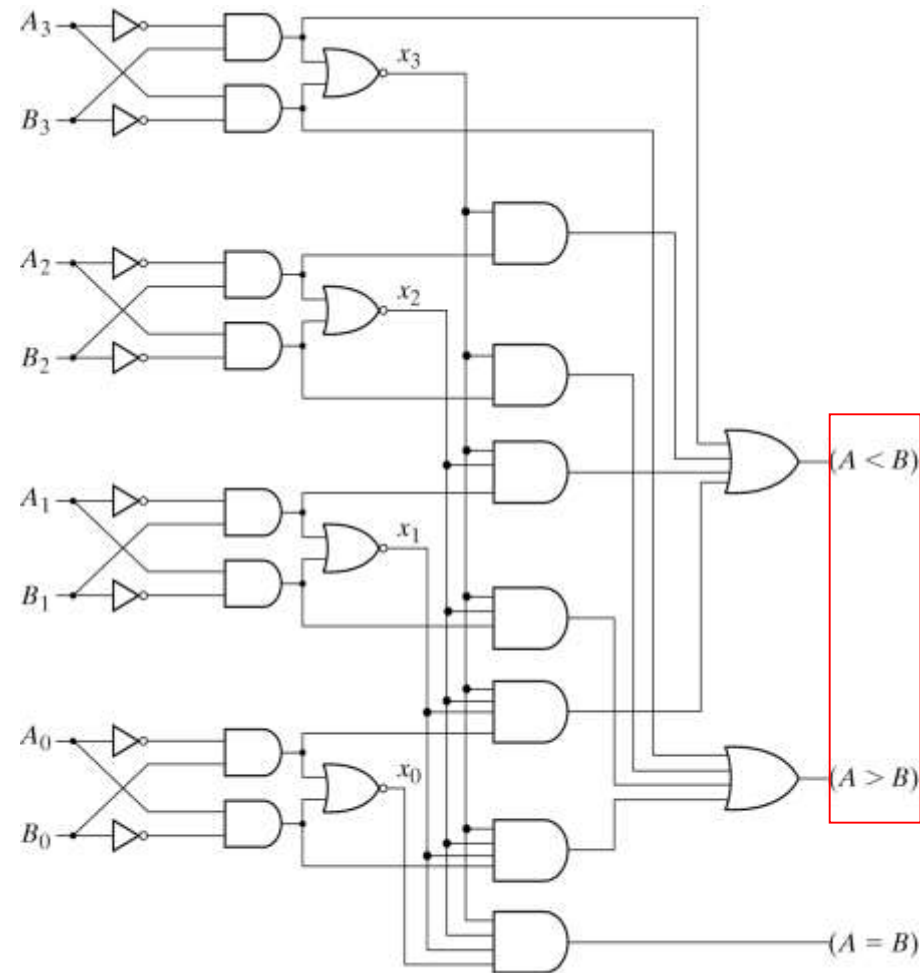 A₃
x₃
B₃
A₂
x₂
B₂
(A < B)
A₁
x₁
B₁
A₀
x₀
(A > B)
B₀
(A = B)